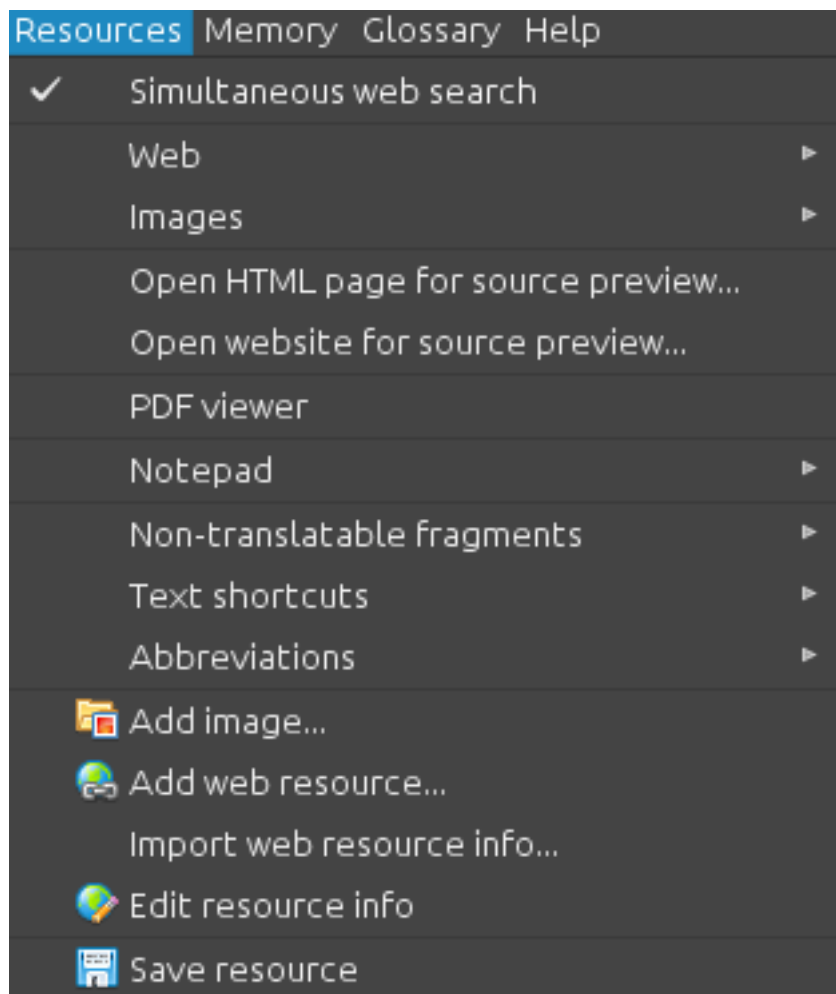 Resources Memory Glossary Help
Simultaneous web search
Web
Images
Open HTML page for source preview...
Open website for source preview...
PDF viewer
Notepad
Non-translatable fragments
Text shortcuts
Abbreviations
Add image...
Add web resource...
Import web resource info...
Edit resource info
Save resource